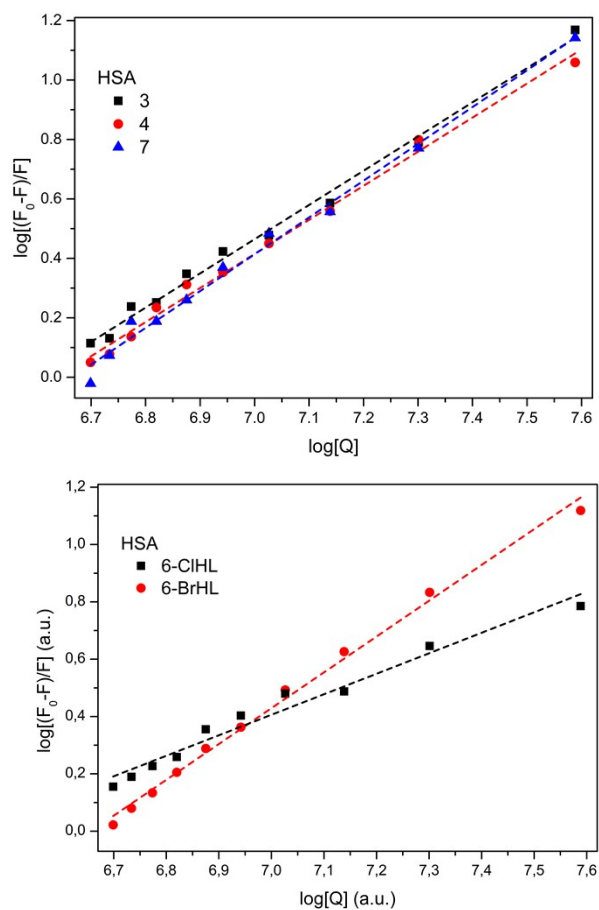 1.2
1.0
0.8
0.6
0.4
0.2
0.0
log[(F₀-F)/F]
HSA
3
4
7
6.7 6.8 6.9 7.0 7.1 7.2 7.3 7.4 7.5 7.6
log[Q]
1,2
1,0
0,8
0,6
0,4
0,2
0,0
log[(F₀-F)/F] (a.u.)
HSA
6-ClHL
6-BrHL
6,7 6,8 6,9 7,0 7,1 7,2 7,3 7,4 7,5 7,6
log[Q] (a.u.)